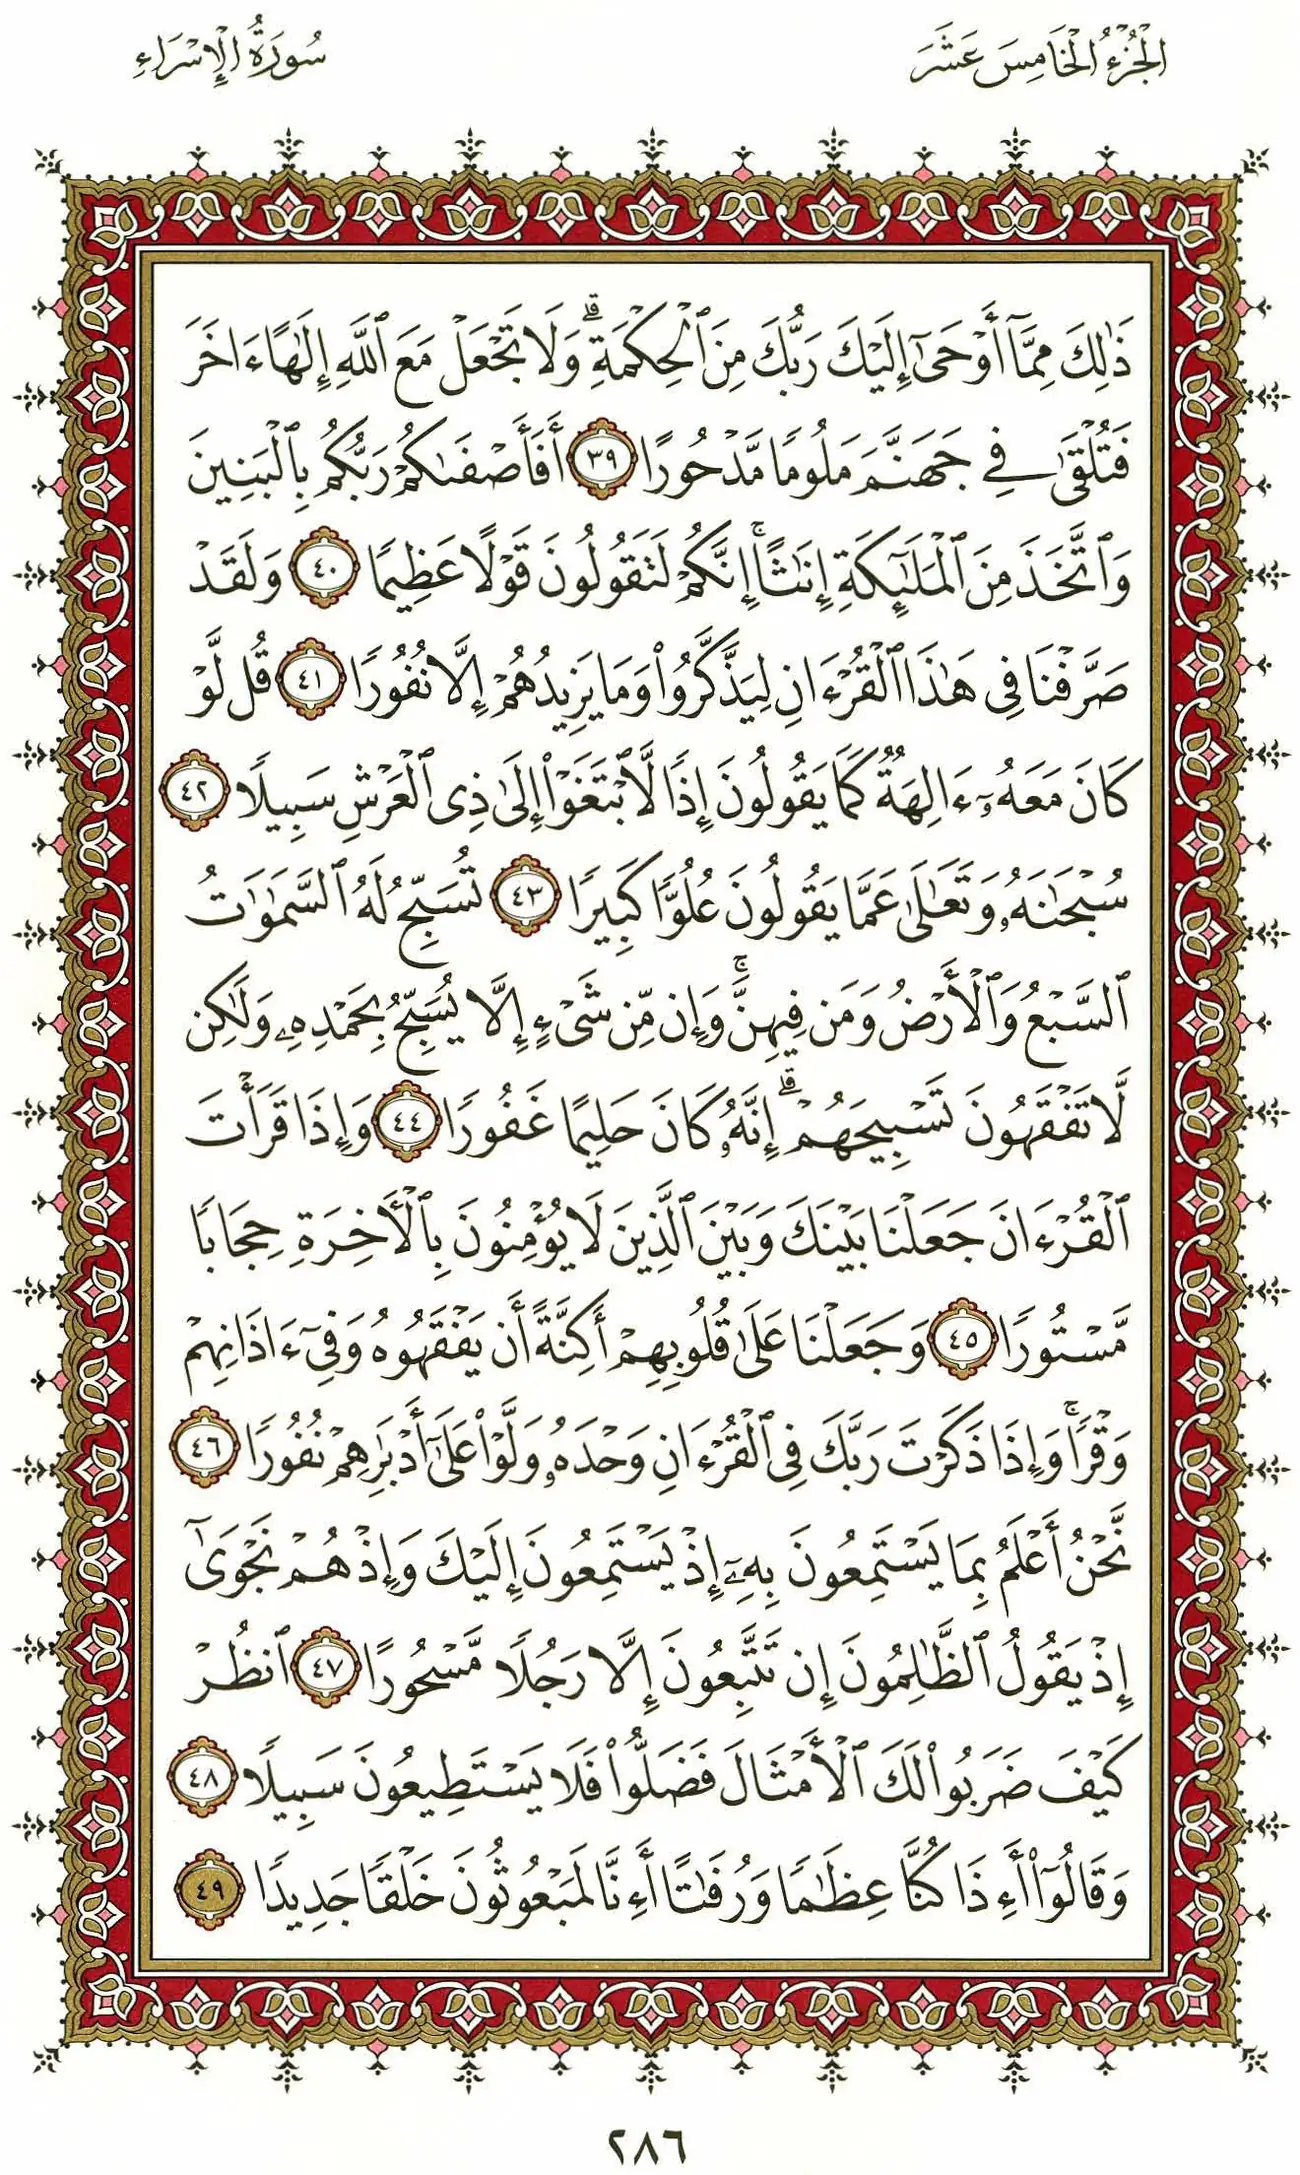 الجزء الخامس عشر
سورة الإسراء
ذَٰلِكَ مِمَّآ أَوْحَىٰٓ إِلَيْكَ رَبُّكَ مِنَ ٱلْحِكْمَةِ ۗ وَلَا تَجْعَلْ مَعَ ٱللَّهِ إِلَٰهًا ءَاخَرَ
فَتُلْقَىٰ فِي جَهَنَّمَ مَلُومًا مَّدْحُورًا ٣٩ أَفَأَصْفَىٰكُمْ رَبُّكُم بِٱلْبَنِينَ
وَٱتَّخَذَ مِنَ ٱلْمَلَٰٓئِكَةِ إِنَٰثًا ۚ إِنَّكُمْ لَتَقُولُونَ قَوْلًا عَظِيمًا ٤٠ وَلَقَدْ
صَرَّفْنَا فِي هَٰذَا ٱلْقُرْءَانِ لِيَذَّكَّرُوا۟ وَمَا يَزِيدُهُمْ إِلَّا نُفُورًا ٤١ قُل لَّوْ
كَانَ مَعَهُۥٓ ءَالِهَةٌ كَمَا يَقُولُونَ إِذًا لَّٱبْتَغَوْا۟ إِلَىٰ ذِي ٱلْعَرْشِ سَبِيلًا ٤٢
سُبْحَٰنَهُۥ وَتَعَٰلَىٰ عَمَّا يَقُولُونَ عُلُوًّا كَبِيرًا ٤٣ تُسَبِّحُ لَهُ ٱلسَّمَٰوَٰتُ
ٱلسَّبْعُ وَٱلْأَرْضُ وَمَن فِيهِنَّ ۚ وَإِن مِّن شَيْءٍ إِلَّا يُسَبِّحُ بِحَمْدِهِۦ وَلَٰكِن
لَّا تَفْقَهُونَ تَسْبِيحَهُمْ ۗ إِنَّهُۥ كَانَ حَلِيمًا غَفُورًا ٤٤ وَإِذَا قَرَأْتَ
ٱلْقُرْءَانَ جَعَلْنَا بَيْنَكَ وَبَيْنَ ٱلَّذِينَ لَا يُؤْمِنُونَ بِٱلْأَخِرَةِ حِجَابًا
مَّسْتُورًا ٤٥ وَجَعَلْنَا عَلَىٰ قُلُوبِهِمْ أَكِنَّةً أَن يَفْقَهُوهُ وَفِيٓ ءَاذَانِهِمْ
وَقْرًا ۚ وَإِذَا ذَكَرْتَ رَبَّكَ فِي ٱلْقُرْءَانِ وَحْدَهُۥ وَلَّوْا۟ عَلَىٰٓ أَدْبَٰرِهِمْ نُفُورًا ٤٦
نَّحْنُ أَعْلَمُ بِمَا يَسْتَمِعُونَ بِهِۦٓ إِذْ يَسْتَمِعُونَ إِلَيْكَ وَإِذْ هُمْ نَجْوَىٰٓ
إِذْ يَقُولُ ٱلظَّٰلِمُونَ إِن تَتَّبِعُونَ إِلَّا رَجُلًا مَّسْحُورًا ٤٧ ٱنظُرْ
كَيْفَ ضَرَبُوا۟ لَكَ ٱلْأَمْثَالَ فَضَلُّوا۟ فَلَا يَسْتَطِيعُونَ سَبِيلًا ٤٨
وَقَالُوٓا۟ أَءِذَا كُنَّا عِظَٰمًا وَرُفَٰتًا أَءِنَّا لَمَبْعُوثُونَ خَلْقًا جَدِيدًا ٤٩
٢٨٦